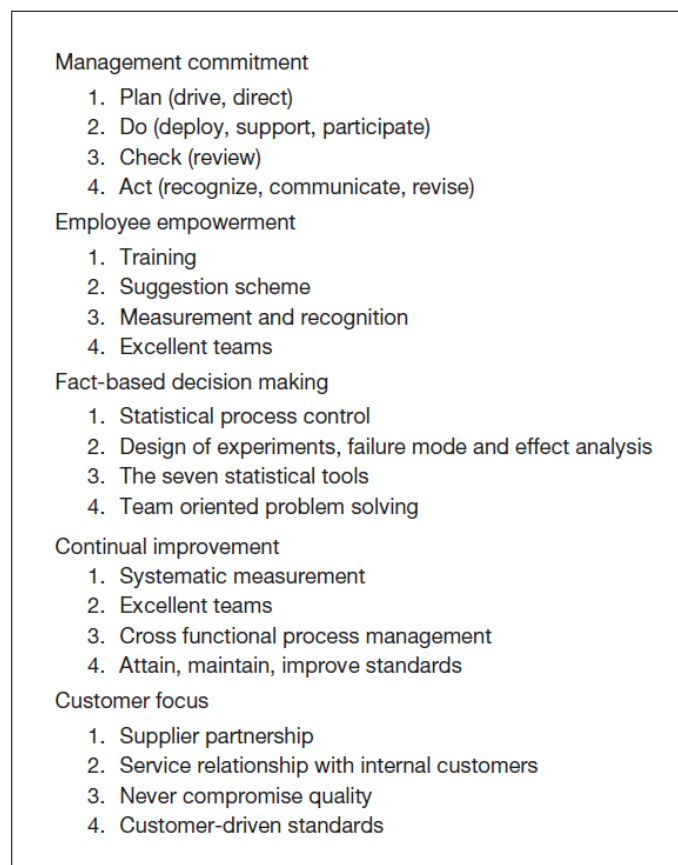 Management commitment
1. Plan (drive, direct)
2. Do (deploy, support, participate)
3. Check (review)
4. Act (recognize, communicate, revise)
Employee empowerment
1. Training
2. Suggestion scheme
3. Measurement and recognition
4. Excellent teams
Fact-based decision making
1. Statistical process control
2. Design of experiments, failure mode and effect analysis
3. The seven statistical tools
4. Team oriented problem solving
Continual improvement
1. Systematic measurement
2. Excellent teams
3. Cross functional process management
4. Attain, maintain, improve standards
Customer focus
1. Supplier partnership
2. Service relationship with internal customers
3. Never compromise quality
4. Customer-driven standards